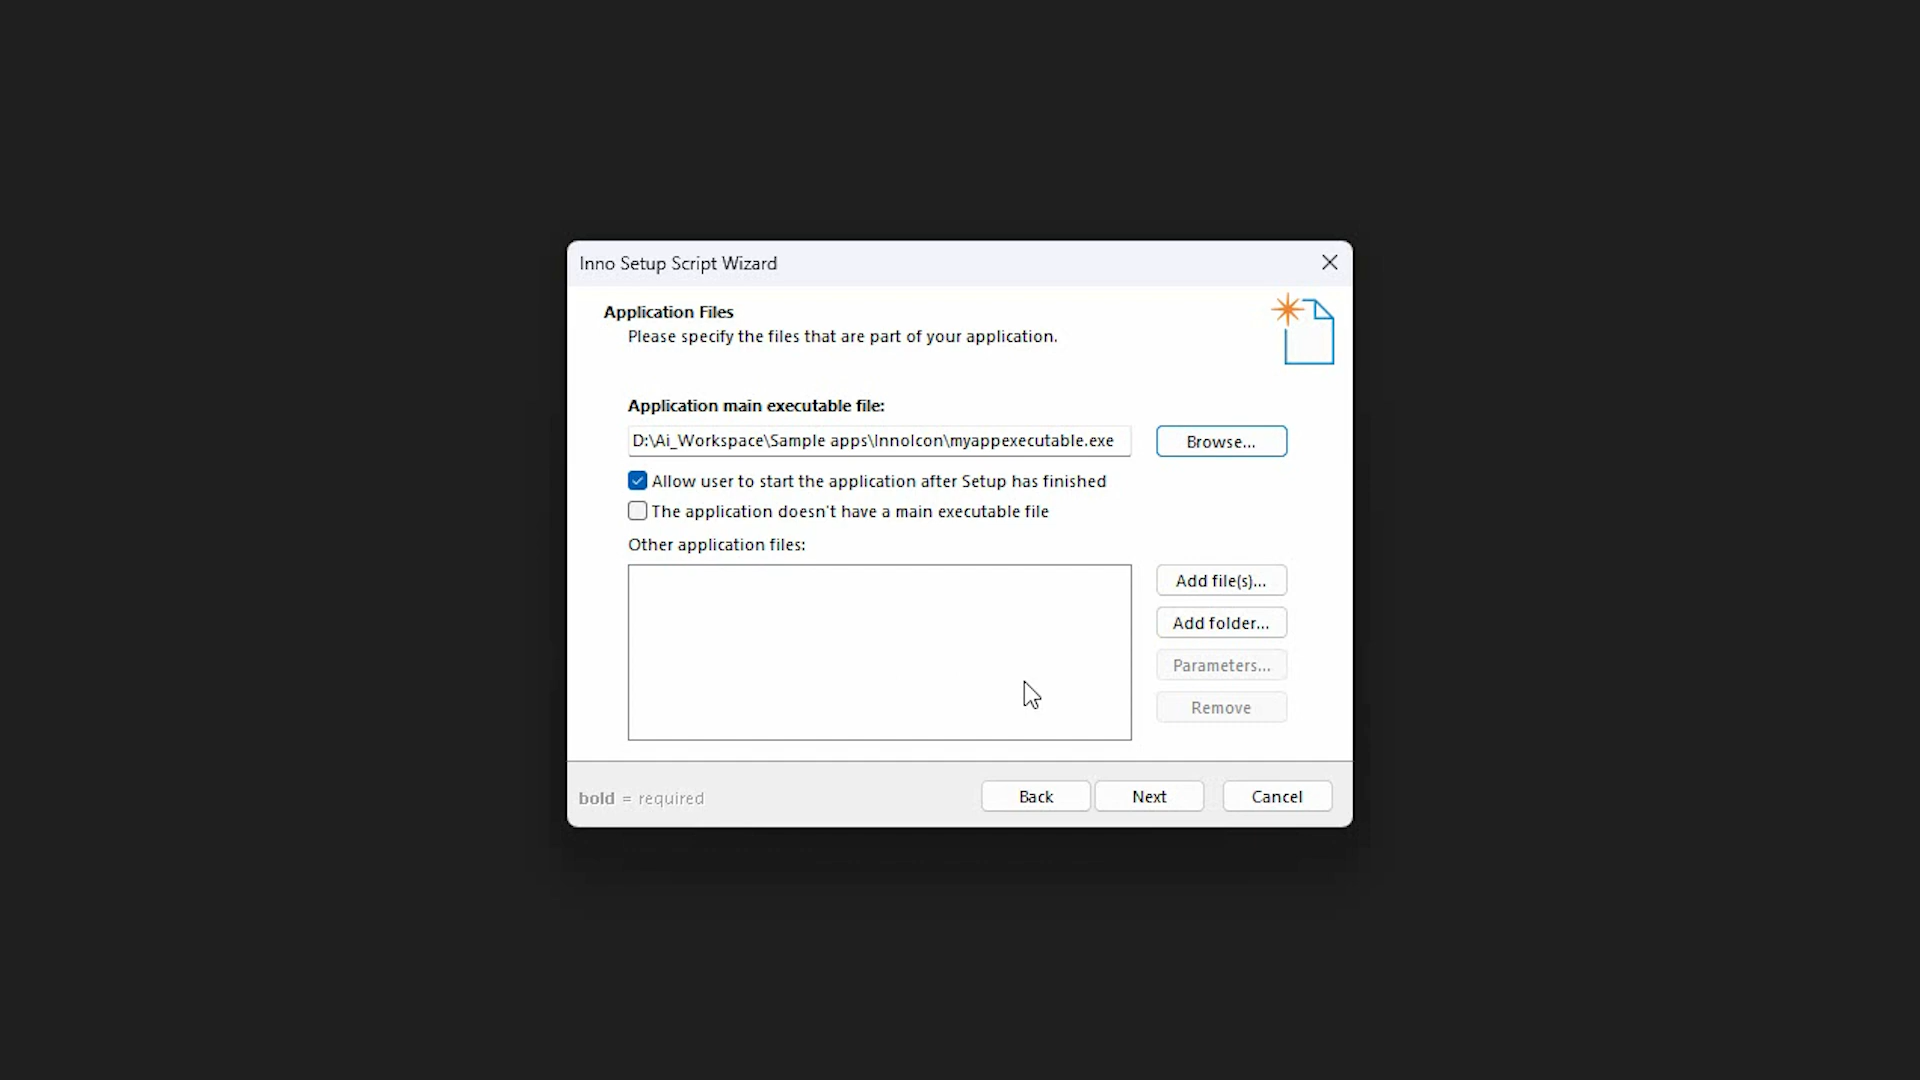 Inno Setup Script Wizard
Application Files
Please specify the files that are part of your application.
Application main executable file:
D:\Ai_Workspace\Sample apps\InnoIcon\myappexecutable.exe
Browse...
Allow user to start the application after Setup has finished
The application doesn't have a main executable file
Other application files:
Add file(s)...
Add folder...
Parameters...
Remove
bold = required
Back
Next
Cancel